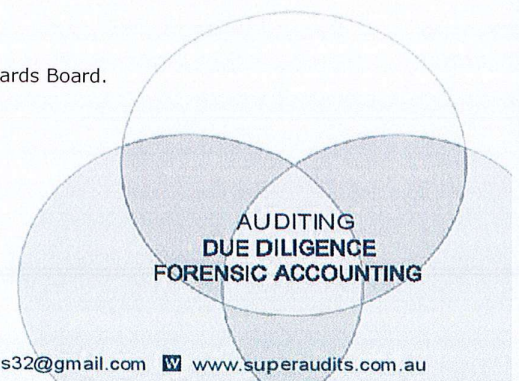 ards Board.
AUDITING
DUE DILIGENCE
FORENSIC ACCOUNTING
s32@gmail.com W www.superaudits.com.au